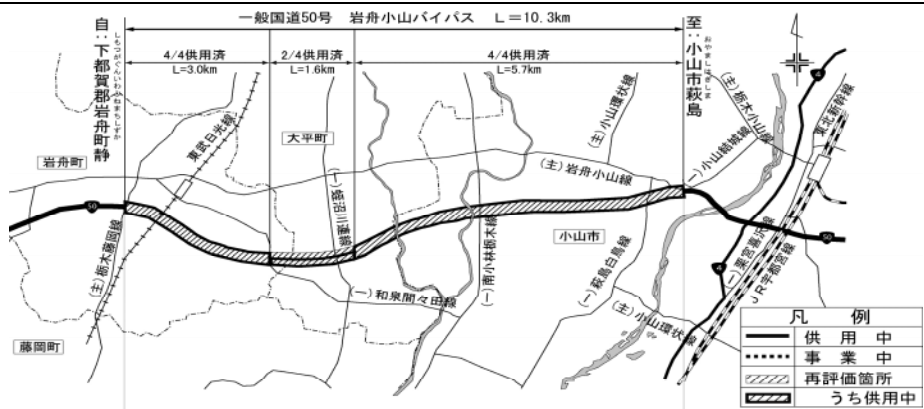 一般国道50号 岩舟小山バイパス L=10.3km
4/4供用済
L=3.0km
2/4供用済
L=1.6km
4/4供用済
L=5.7km
自:下都賀郡岩舟町静
しもつがぐんいわふねまちしずか
至:小山市萩島
おやましはぎしま
岩舟町
東武日光線
大平町
(一)蛭沼川連線
(主)小山環状線
(主)岩舟小山線
(一)小山結城線
(主)栃木小山線
4
東北新幹線
50
(主)栃木藤岡線
藤岡町
(一)和泉間々田線
(一)南小林栃木線
小山市
(一)萩島白鳥線
(主)小山環状線
4
(一)粟宮喜沢線
JR宇都宮線
50
凡 例
供用中
事業中
再評価箇所
うち供用中